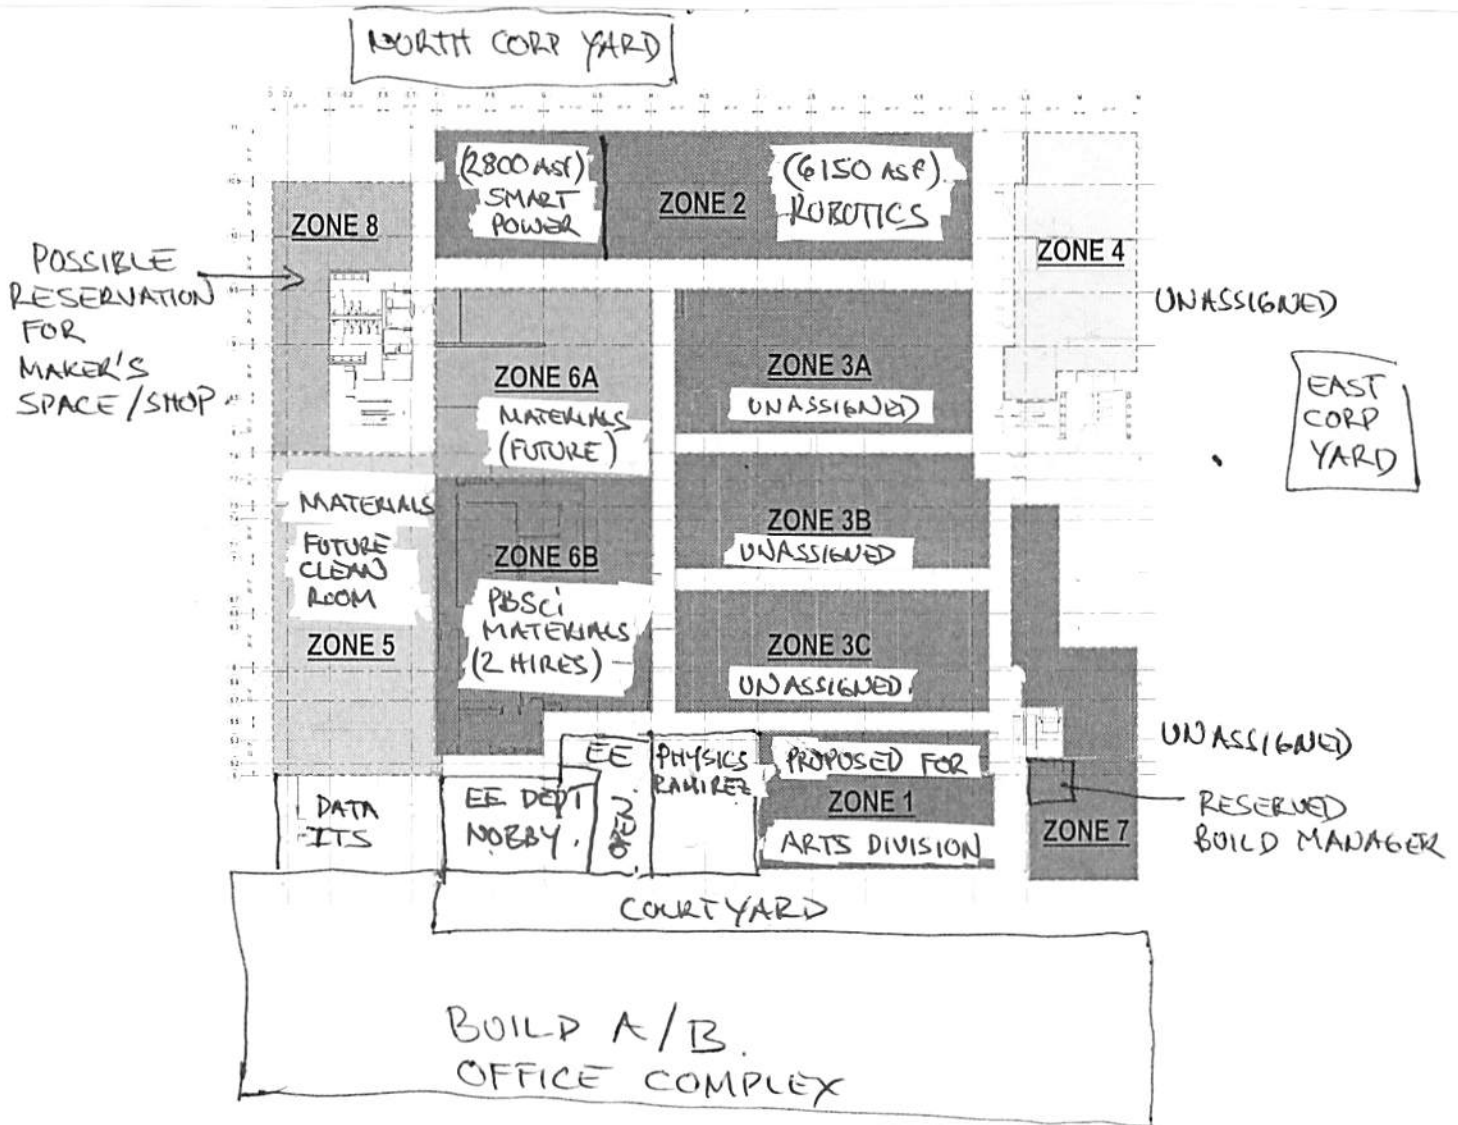 NORTH CORP YARD
(2800 ASF)
SMART
POWER
ZONE 2
(6150 ASF)
ROBOTICS
ZONE 8
POSSIBLE
RESERVATION
FOR
MAKER'S
SPACE/SHOP
ZONE 4
UNASSIGNED
EAST
CORP
YARD
ZONE 6A
MATERIALS
(FUTURE)
ZONE 3A
UNASSIGNED
MATERIALS
FUTURE
CLEAN
ROOM
ZONE 5
ZONE 6B
PBSCi
MATERIALS
(2 HIRES)
ZONE 3B
UNASSIGNED
ZONE 3C
UNASSIGNED.
UNASSIGNED
DATA
ITS
EE DEPT
NOBBY.
EE
OPEN.
PHYSICS
RAMIREZ
PROPOSED FOR
ZONE 1
ARTS DIVISION
ZONE 7
RESERVED
BUILD MANAGER
COURTYARD
BUILD A/B.
OFFICE COMPLEX